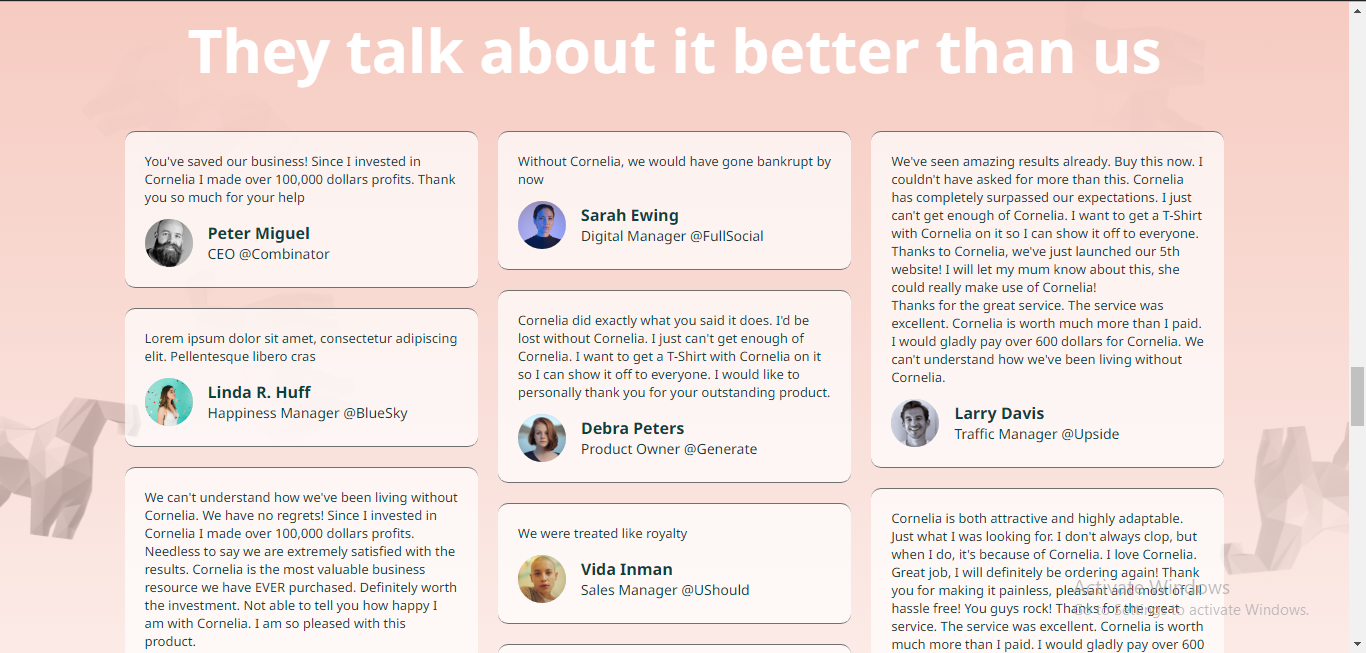 They talk about it better than us
You've saved our business! Since I invested in
Cornelia I made over 100,000 dollars profits. Thank
you so much for your help
Peter Miguel
CEO @Combinator
Lorem ipsum dolor sit amet, consectetur adipiscing
elit. Pellentesque libero cras
Linda R. Huff
Happiness Manager @BlueSky
We can't understand how we've been living without
Cornelia. We have no regrets! Since I invested in
Cornelia I made over 100,000 dollars profits.
Needless to say we are extremely satisfied with the
results. Cornelia is the most valuable business
resource we have EVER purchased. Definitely worth
the investment. Not able to tell you how happy I
am with Cornelia. I am so pleased with this
product.
Without Cornelia, we would have gone bankrupt by
now
Sarah Ewing
Digital Manager @FullSocial
Cornelia did exactly what you said it does. I'd be
lost without Cornelia. I just can't get enough of
Cornelia. I want to get a T-Shirt with Cornelia on it
so I can show it off to everyone. I would like to
personally thank you for your outstanding product.
Debra Peters
Product Owner @Generate
We were treated like royalty
Vida Inman
Sales Manager @UShould
We've seen amazing results already. Buy this now. I
couldn't have asked for more than this. Cornelia
has completely surpassed our expectations. I just
can't get enough of Cornelia. I want to get a T-Shirt
with Cornelia on it so I can show it off to everyone.
Thanks to Cornelia, we've just launched our 5th
website! I will let my mum know about this, she
could really make use of Cornelia!
Thanks for the great service. The service was
excellent. Cornelia is worth much more than I paid.
I would gladly pay over 600 dollars for Cornelia. We
can't understand how we've been living without
Cornelia.
Larry Davis
Traffic Manager @Upside
Cornelia is both attractive and highly adaptable.
Just what I was looking for. I don't always clop, but
when I do, it's because of Cornelia. I love Cornelia.
Great job, I will definitely be ordering again! Thank
you for making it painless, pleasant and most of all
hassle free! You guys rock! Thanks for the great
service. The service was excellent. Cornelia is worth
much more than I paid. I would gladly pay over 600
Activate Windows
Go to Settings to activate Windows.